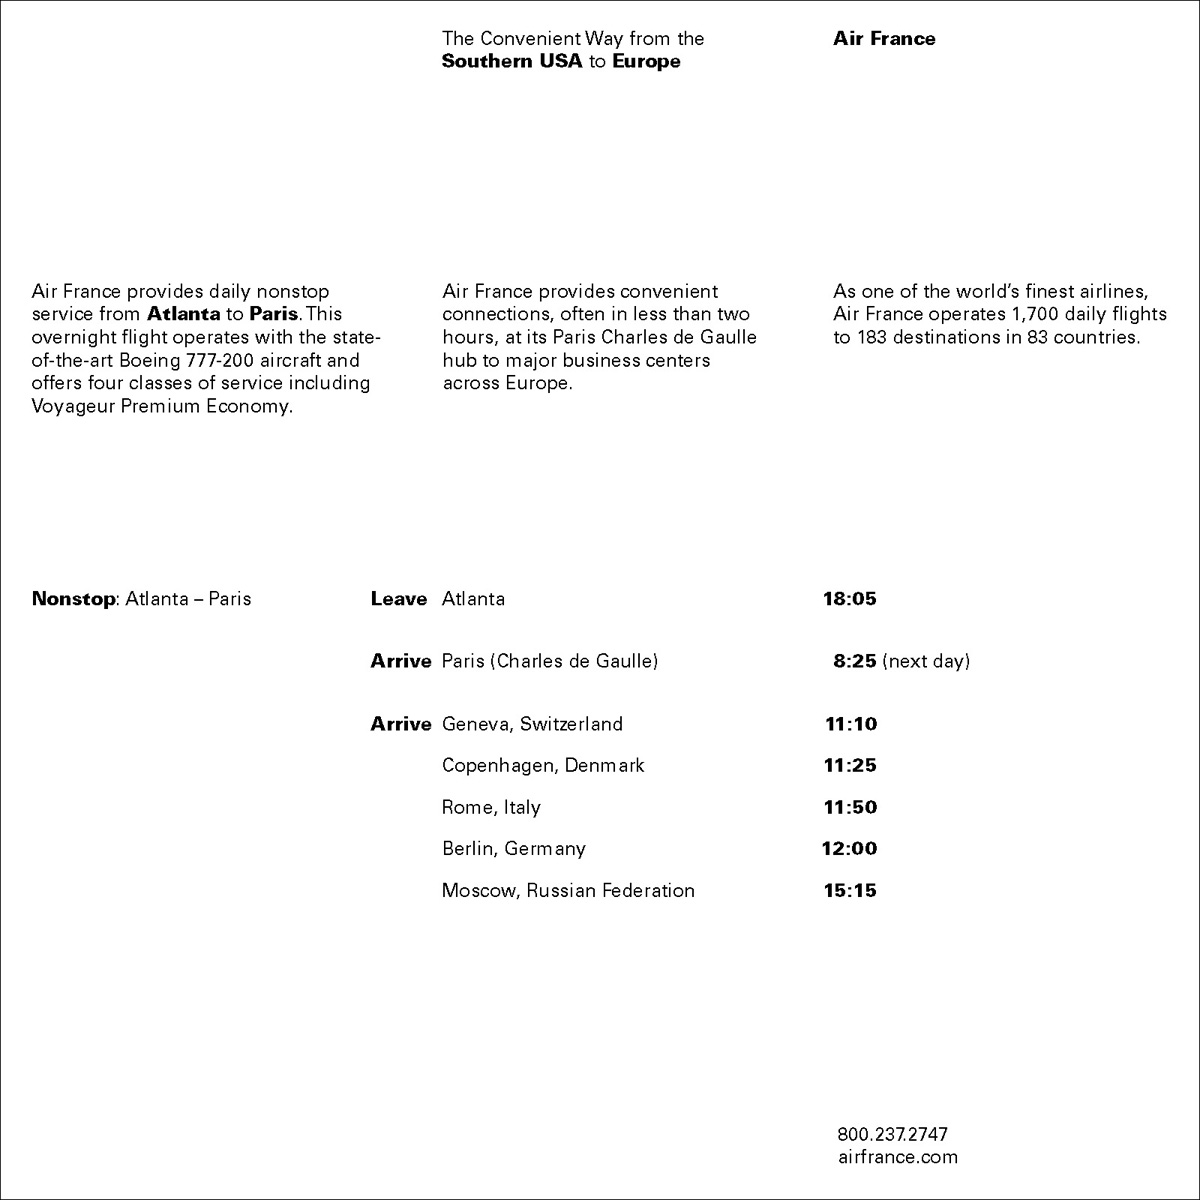 The Convenient Way from the
Southern USA to Europe
Air France
Air France provides daily nonstop
service from Atlanta to Paris. This
overnight flight operates with the state-
of-the-art Boeing 777-200 aircraft and
offers four classes of service including
Voyageur Premium Economy.
Air France provides convenient
connections, often in less than two
hours, at its Paris Charles de Gaulle
hub to major business centers
across Europe.
As one of the world’s finest airlines,
Air France operates 1,700 daily flights
to 183 destinations in 83 countries.
Nonstop: Atlanta – Paris Leave Atlanta 18:05
Arrive Paris (Charles de Gaulle) 8:25 (next day)
Arrive Geneva, Switzerland 11:10
Copenhagen, Denmark 11:25
Rome, Italy 11:50
Berlin, Germany 12:00
Moscow, Russian Federation 15:15
800.237.2747
airfrance.com